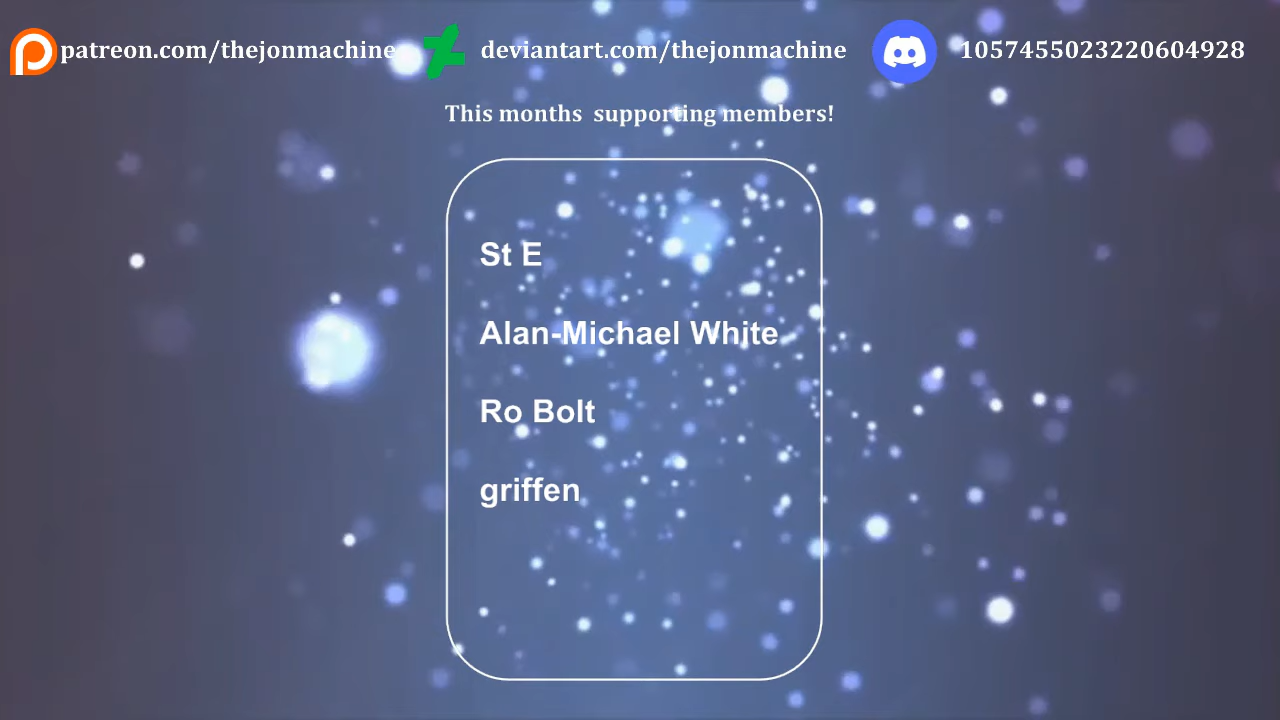 patreon.com/thejonmachine deviantart.com/thejonmachine 1057455023220604928
This months supporting members!
St E
Alan-Michael White
Ro Bolt
griffen